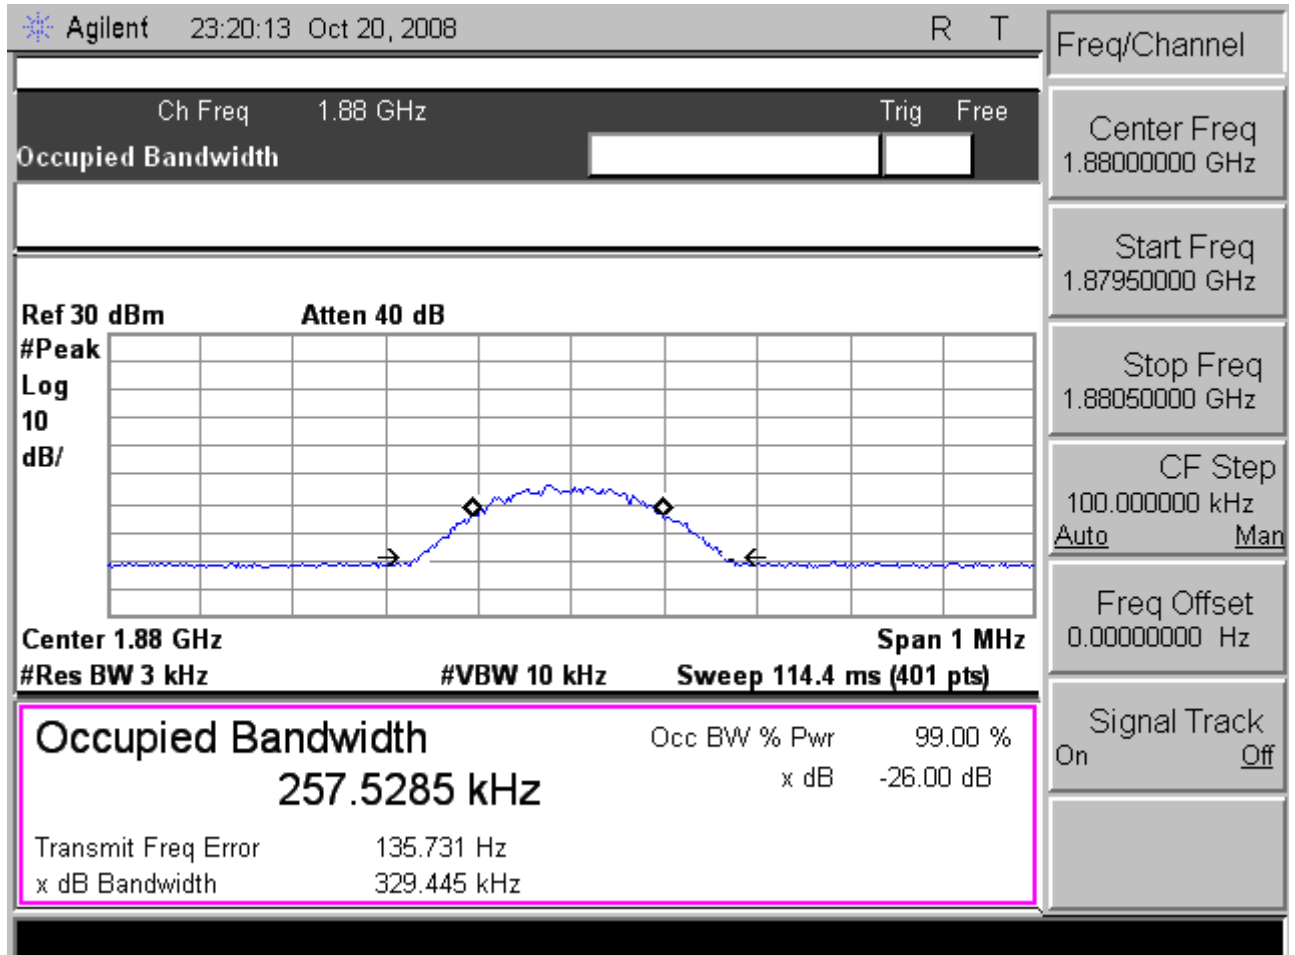 Agilent 23:20:13 Oct 20, 2008 R T
Freq/Channel
Ch Freq 1.88 GHz Trig Free
Occupied Bandwidth
Center Freq
1.88000000 GHz
Start Freq
1.87950000 GHz
Stop Freq
1.88050000 GHz
CF Step
100.000000 kHz
Auto Man
Freq Offset
0.00000000 Hz
Signal Track
On Off
Ref 30 dBm Atten 40 dB
#Peak
Log
10
dB/
Center 1.88 GHz Span 1 MHz
#Res BW 3 kHz #VBW 10 kHz Sweep 114.4 ms (401 pts)
Occupied Bandwidth Occ BW % Pwr 99.00 %
257.5285 kHz x dB -26.00 dB
Transmit Freq Error 135.731 Hz
x dB Bandwidth 329.445 kHz